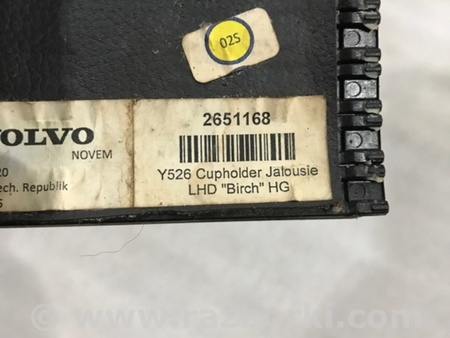 02S
VOLVO
NOVEM
20
ech. Republik
S
2651168
Y526 Cupholder Jalousie
LHD "Birch" HG